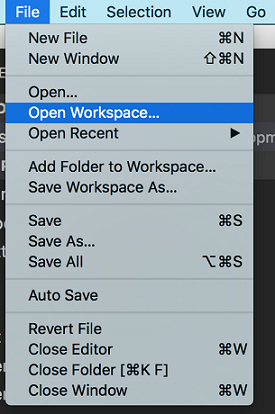 File Edit Selection View Go
New File ⌘N
New Window ⇧⌘N
Open...
Open Workspace...
Open Recent ▶
Add Folder to Workspace...
Save Workspace As...
Save ⌘S
Save As...
Save All ⌥⌘S
Auto Save
Revert File
Close Editor ⌘W
Close Folder [⌘K F]
Close Window ⌘W